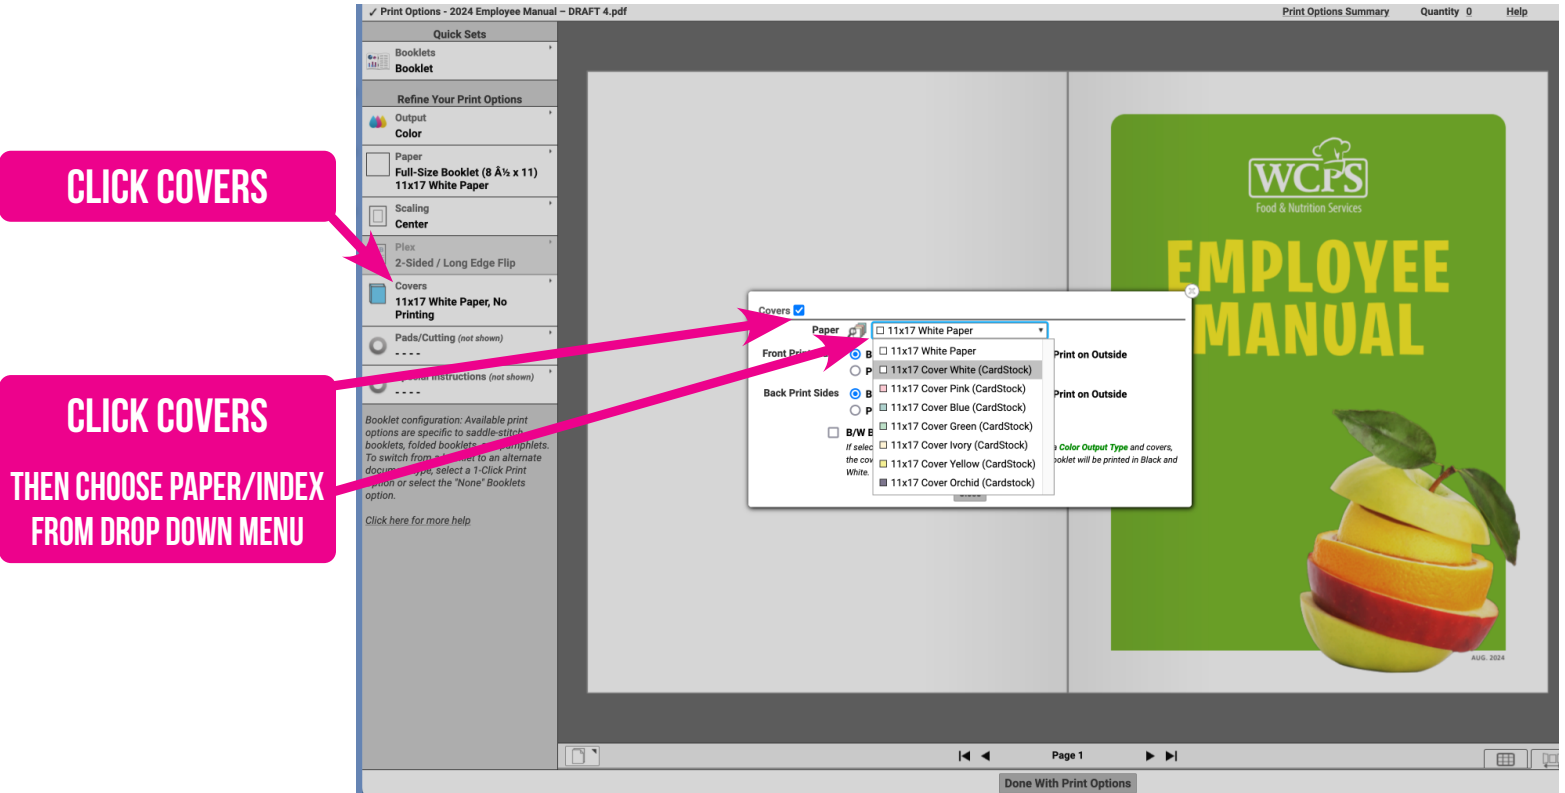 ✓ Print Options - 2024 Employee Manual – DRAFT 4.pdf
Print Options Summary
Quantity 0
Help
Quick Sets
Booklets
Booklet
Refine Your Print Options
Output
Color
Paper
Full-Size Booklet (8 Â½ x 11)
11x17 White Paper
Scaling
Center
Plex
2-Sided / Long Edge Flip
Covers
11x17 White Paper, No
Printing
Pads/Cutting (not shown)
- - - -
Instructions (not shown)
- - - -
Booklet configuration: Available print
options are specific to saddle-stitch
booklets, folded booklets,
To switch from a to an alternate
select a 1-Click Print
option or select the "None" Booklets
option.
Click here for more help
CLICK COVERS
CLICK COVERS
THEN CHOOSE PAPER/INDEX
FROM DROP DOWN MENU
WCPS
Food & Nutrition Services
EMPLOYEE
MANUAL
AUG. 2024
Covers
Paper
11x17 White Paper
11x17 White Paper
11x17 Cover White (CardStock)
11x17 Cover Pink (CardStock)
11x17 Cover Blue (CardStock)
11x17 Cover Green (CardStock)
11x17 Cover Ivory (CardStock)
11x17 Cover Yellow (CardStock)
11x17 Cover Orchid (Cardstock)
Front
Print on Outside
Back Print Sides
Print on Outside
B/W
If
a Color Output Type and covers,
the
will be printed in Black and
White.
Page 1
Done With Print Options